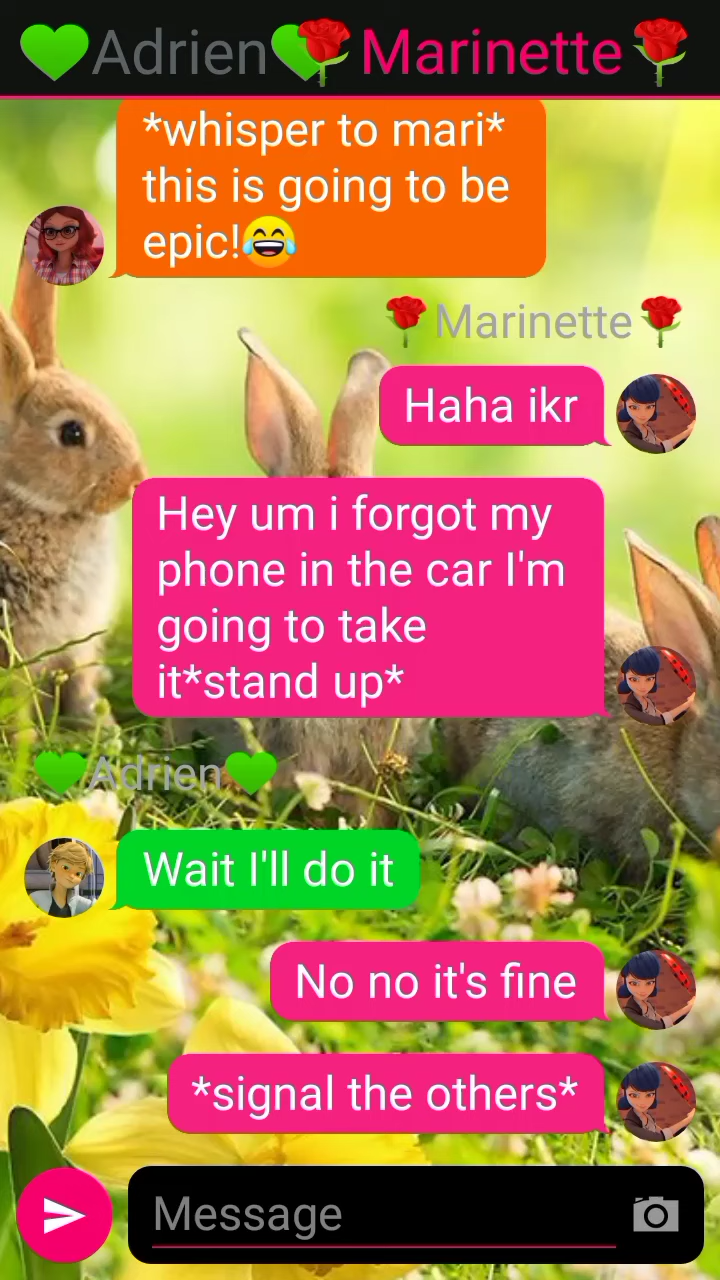 💚Adrien💚🌹Marinette🌹
*whisper to mari*
this is going to be
epic!😂
🌹Marinette🌹
Haha ikr
Hey um i forgot my
phone in the car I'm
going to take
it*stand up*
💚Adrien💚
Wait I'll do it
No no it's fine
*signal the others*
Message